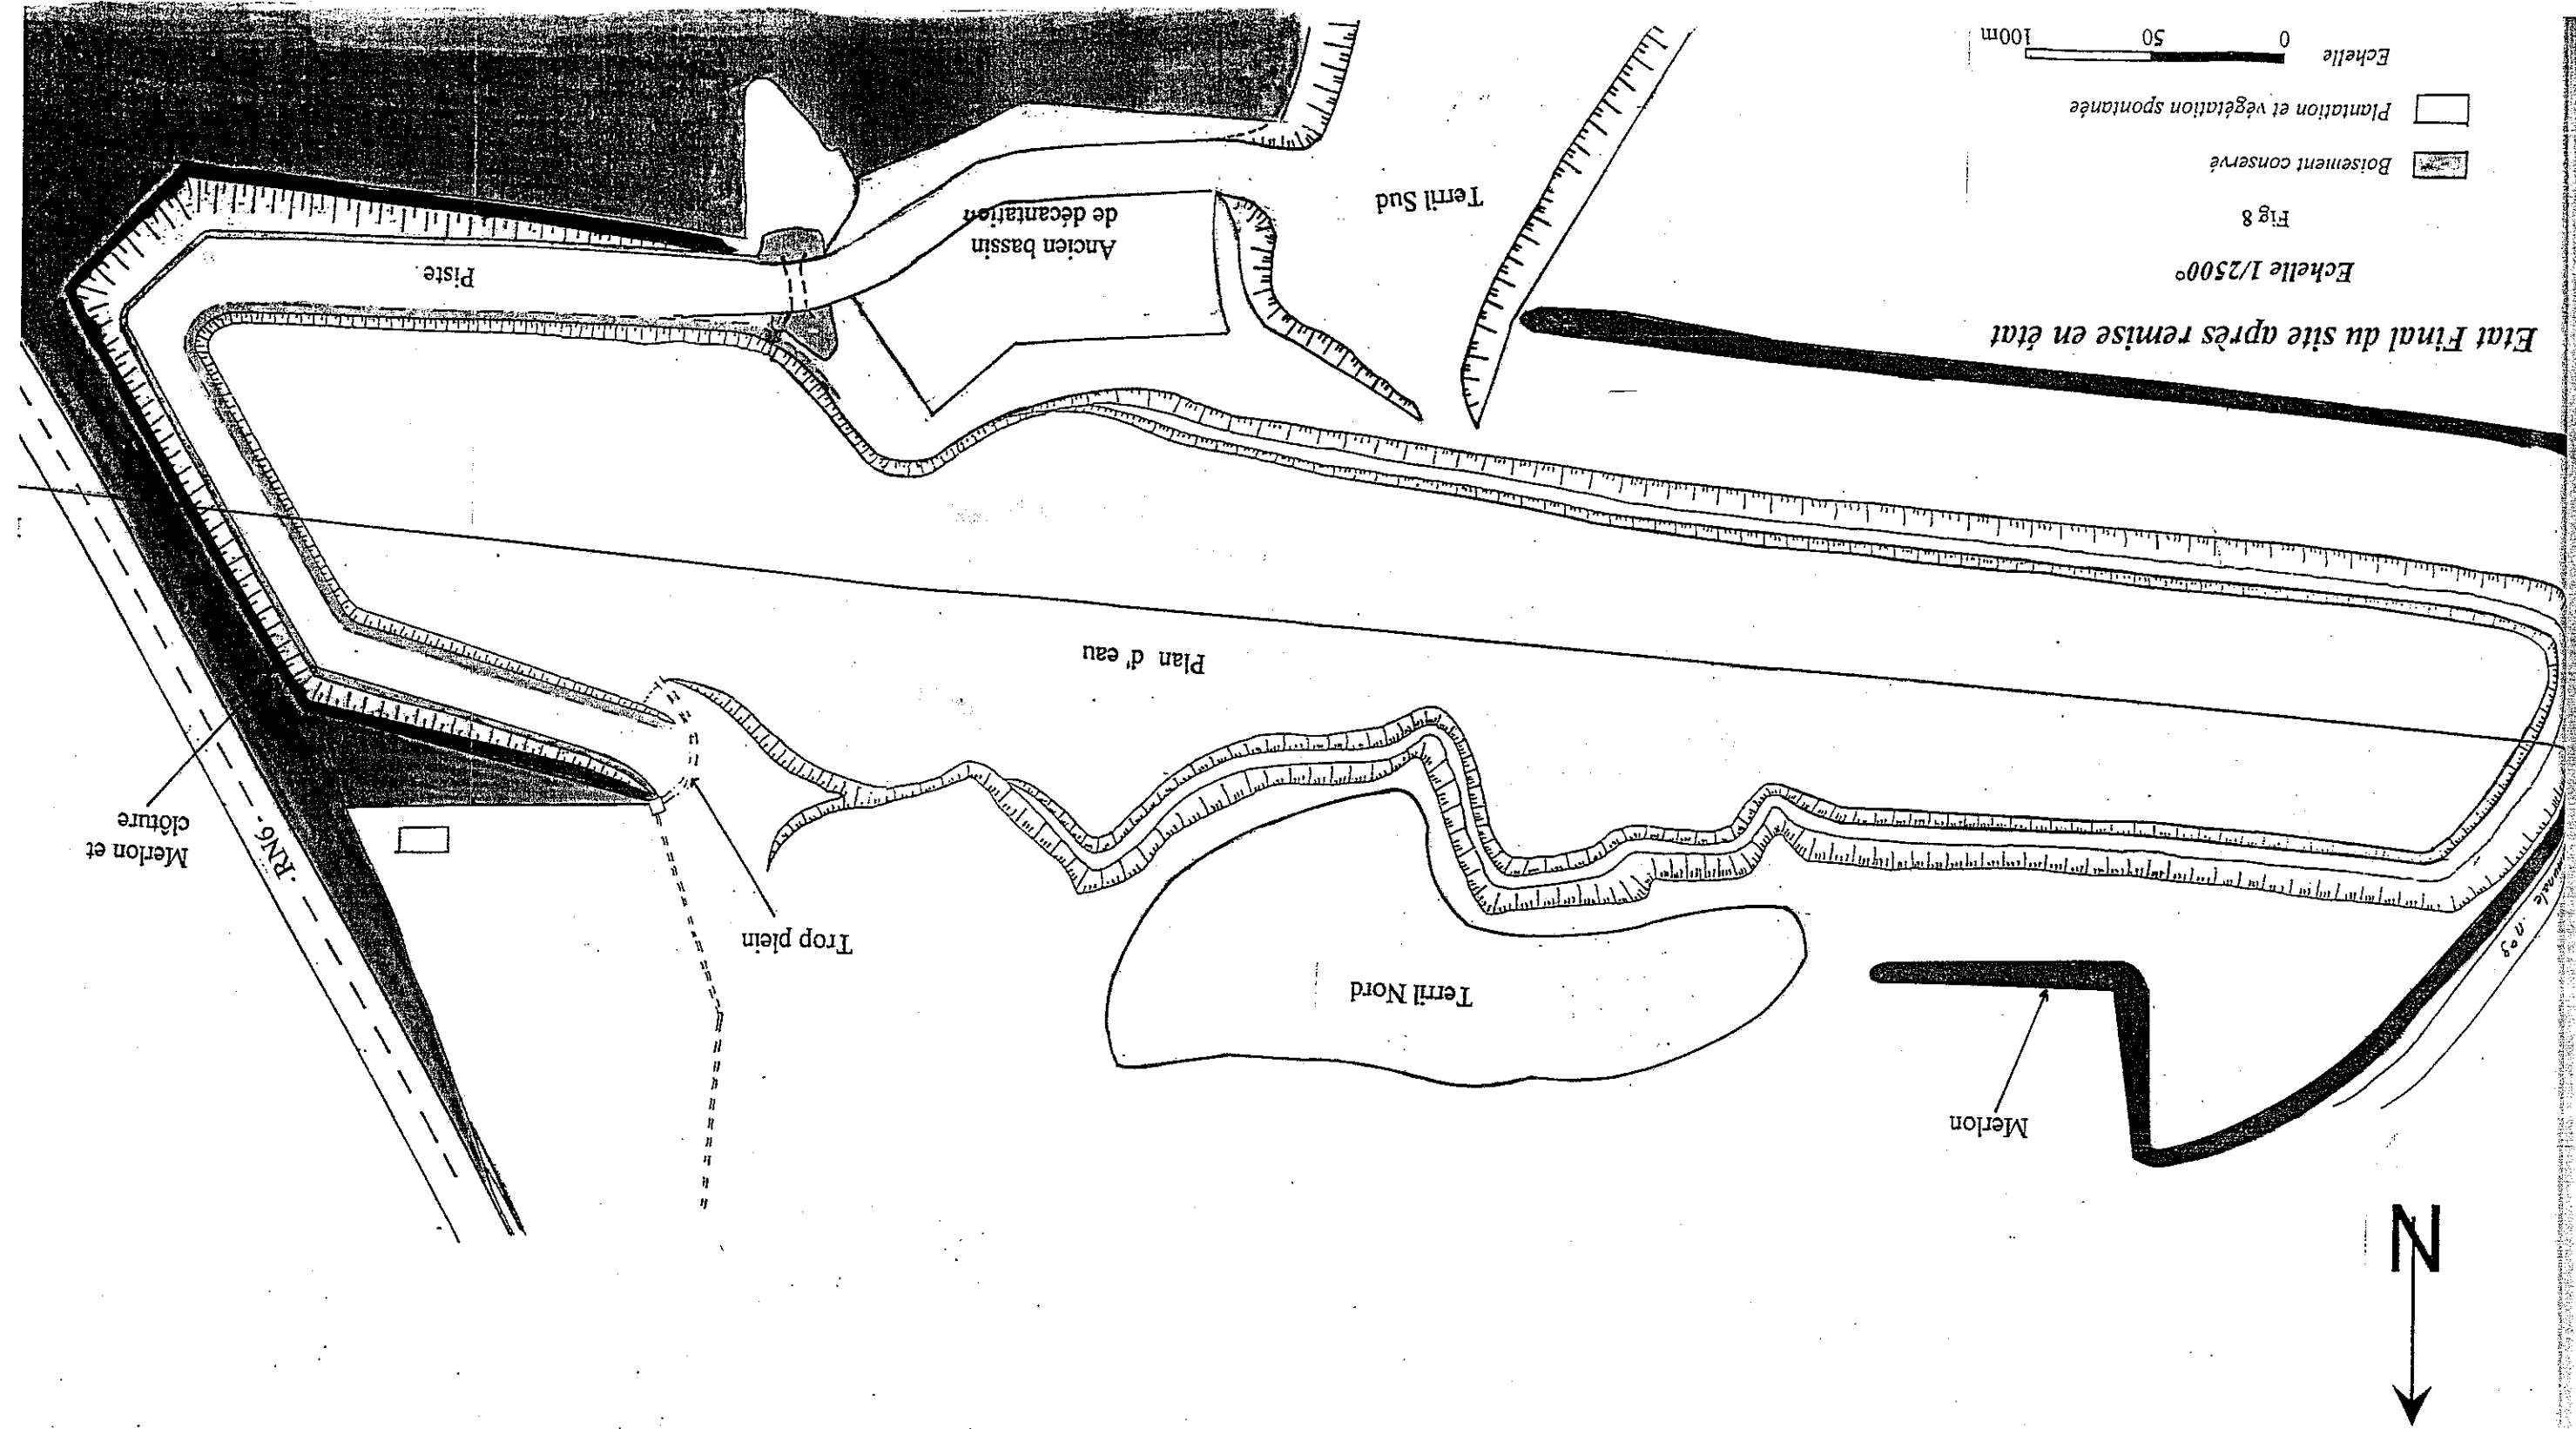 N
Merlon
Terril Nord
Trop plein
RN6
Merlon et
clôture
n°8
Plan d'eau
Etat Final du site après remise en état
Echelle 1/2500°
Fig 8
Boisement conservé
Plantation et végétation spontanée
Echelle
0 50 100m
Piste
Ancien bassin
de décantation
Terril Sud